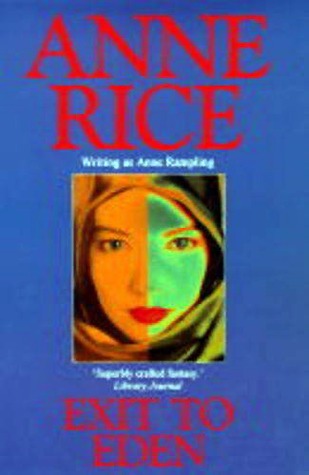 ANNE
RICE
Writing as Anne Rampling
'Superbly crafted fantasy.'
Library Journal
EXIT TO
EDEN